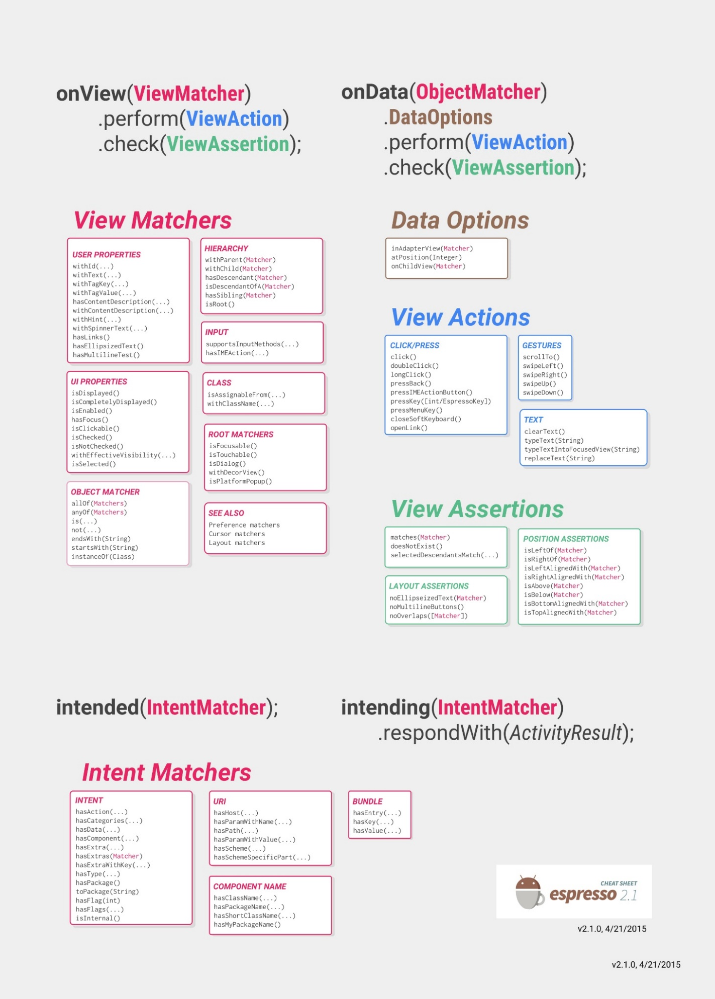 onView(ViewMatcher)
.perform(ViewAction)
.check(ViewAssertion);
onData(ObjectMatcher)
.DataOptions
.perform(ViewAction)
.check(ViewAssertion);
View Matchers
USER PROPERTIES
withId(...)
withText(...)
withTagKey(...)
withTagValue(...)
hasContentDescription(...)
withContentDescription(...)
withHint(...)
withSpinnerText(...)
hasLinks()
hasEllipsizedText()
hasMultilineTest()
UI PROPERTIES
isDisplayed()
isCompletelyDisplayed()
isEnabled()
hasFocus()
isClickable()
isChecked()
isNotChecked()
withEffectiveVisibility(...)
isSelected()
OBJECT MATCHER
allOf(Matchers)
anyOf(Matchers)
is(...)
not(...)
endsWith(String)
startsWith(String)
instanceOf(Class)
HIERARCHY
withParent(Matcher)
withChild(Matcher)
hasDescendant(Matcher)
isDescendantOfA(Matcher)
hasSibling(Matcher)
isRoot()
INPUT
supportsInputMethods(...)
hasIMEAction(...)
CLASS
isAssignableFrom(...)
withClassName(...)
ROOT MATCHERS
isFocusable()
isTouchable()
isDialog()
withDecorView()
isPlatformPopup()
SEE ALSO
Preference matchers
Cursor matchers
Layout matchers
Data Options
inAdapterView(Matcher)
atPosition(Integer)
onChildView(Matcher)
View Actions
CLICK/PRESS
click()
doubleClick()
longClick()
pressBack()
pressIMEActionButton()
pressKey([int/EspressoKey])
pressMenuKey()
closeSoftKeyboard()
openLink()
GESTURES
scrollTo()
swipeLeft()
swipeRight()
swipeUp()
swipeDown()
TEXT
clearText()
typeText(String)
typeTextIntoFocusedView(String)
replaceText(String)
View Assertions
matches(Matcher)
doesNotExist()
selectedDescendantsMatch(...)
LAYOUT ASSERTIONS
noEllipseizedText(Matcher)
noMultilineButtons()
noOverlaps([Matcher])
POSITION ASSERTIONS
isLeftOf(Matcher)
isRightOf(Matcher)
isLeftAlignedWith(Matcher)
isRightAlignedWith(Matcher)
isAbove(Matcher)
isBelow(Matcher)
isBottomAlignedWith(Matcher)
isTopAlignedWith(Matcher)
intended(IntentMatcher);
intending(IntentMatcher)
.respondWith(ActivityResult);
Intent Matchers
INTENT
hasAction(...)
hasCategories(...)
hasData(...)
hasComponent(...)
hasExtra(...)
hasExtras(Matcher)
hasExtraWithKey(...)
hasType(...)
hasPackage()
toPackage(String)
hasFlag(int)
hasFlags(...)
isInternal()
URI
hasHost(...)
hasParamWithName(...)
hasPath(...)
hasParamWithValue(...)
hasScheme(...)
hasSchemeSpecificPart(...)
COMPONENT NAME
hasClassName(...)
hasPackageName(...)
hasShortClassName(...)
hasMyPackageName()
BUNDLE
hasEntry(...)
hasKey(...)
hasValue(...)
CHEAT SHEET
espresso 2.1
v2.1.0, 4/21/2015
v2.1.0, 4/21/2015